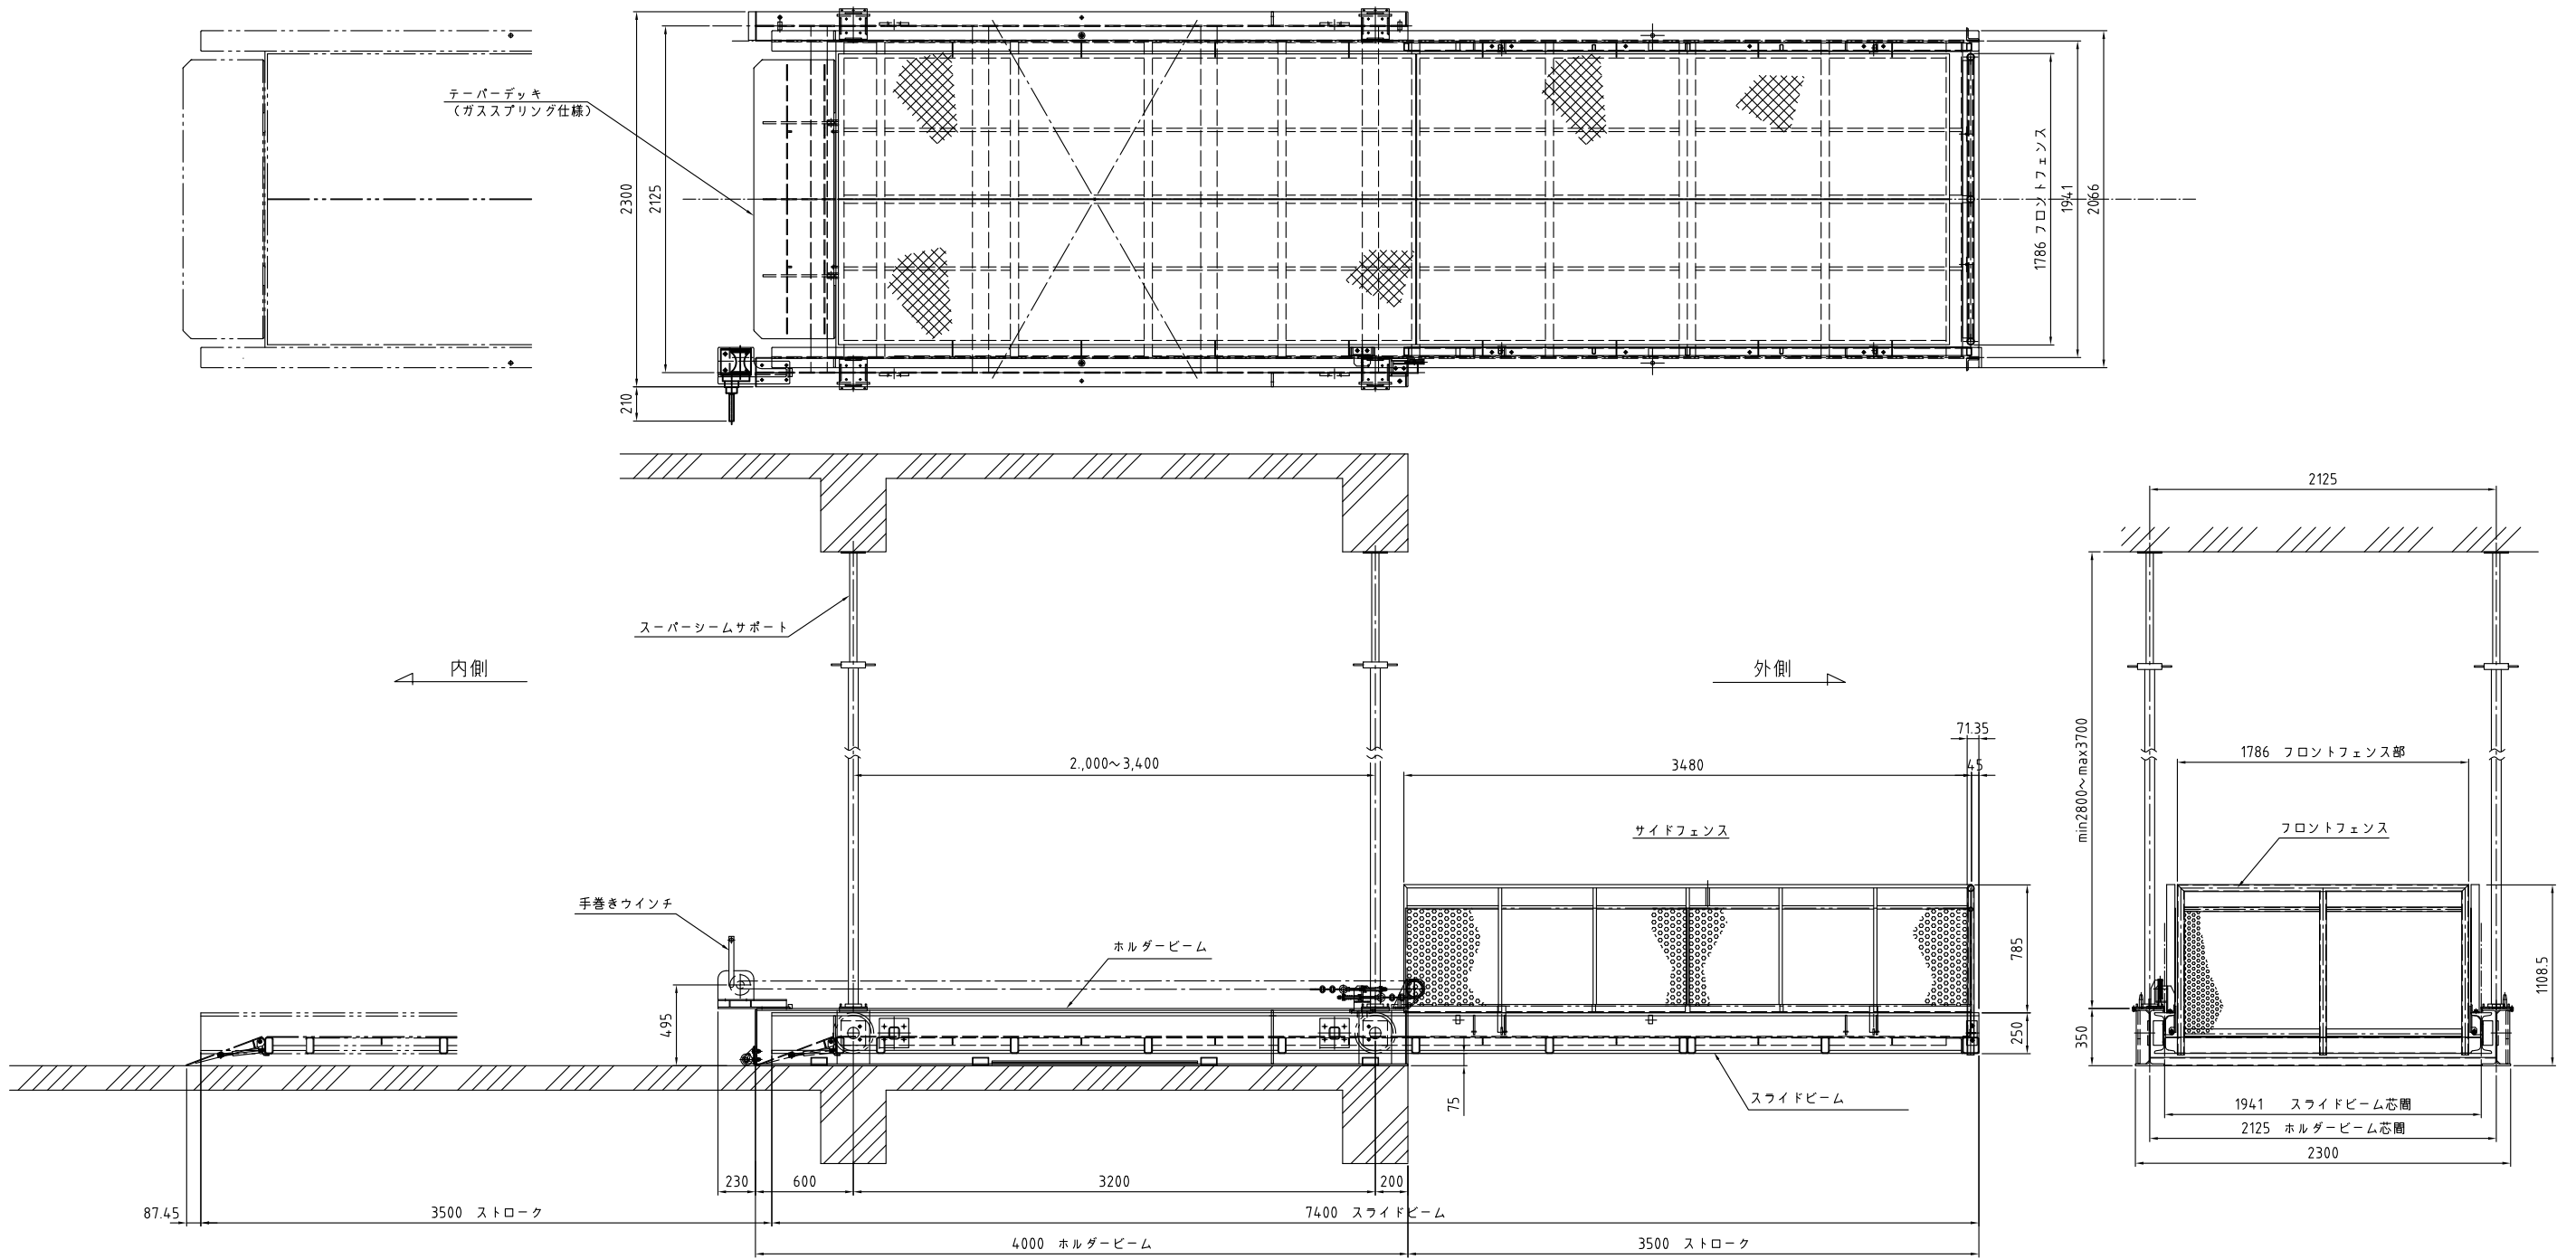 テーパーデッキ
(ガススプリング仕様)
2300
2125
210
1786 フロントフェンス
1941
2066
スーパーシームサポート
内側
外側
2125
min2800~max3700
71.35
2.,000~3,400
3480
45
1786 フロントフェンス部
サイドフェンス
フロントフェンス
手巻きウインチ
ホルダービーム
785
1108.5
495
250
350
75
スライドビーム
1941 スライドビーム芯間
2125 ホルダービーム芯間
2300
230
600
3200
200
87.45
3500 ストローク
7400 スライドビーム
4000 ホルダービーム
3500 ストローク